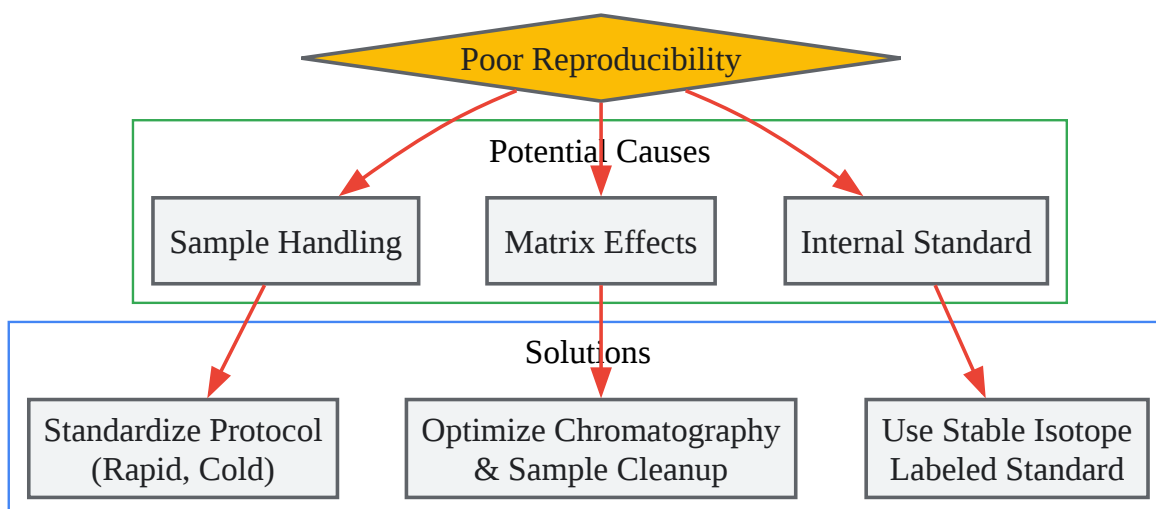 Poor Reproducibility
Potential Causes
Sample Handling
Matrix Effects
Internal Standard
Solutions
Standardize Protocol
(Rapid, Cold)
Optimize Chromatography
& Sample Cleanup
Use Stable Isotope
Labeled Standard